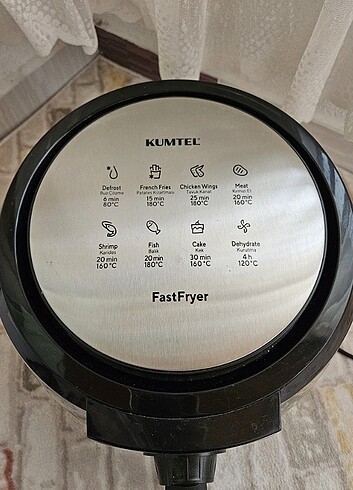 KUMTEL
Defrost French Fries Chicken Wings Meat
Buz Çözme Patates Kızartması Tavuk Kanat Kırmızı Et
6 min 15 min 25 min 20 min
80°C 180°C 180°C 160°C
Shrimp Fish Cake Dehydrate
Karides Balık Kek Kurutma
20 min 20 min 30 min 4 h
160°C 180°C 160°C 120°C
FastFryer